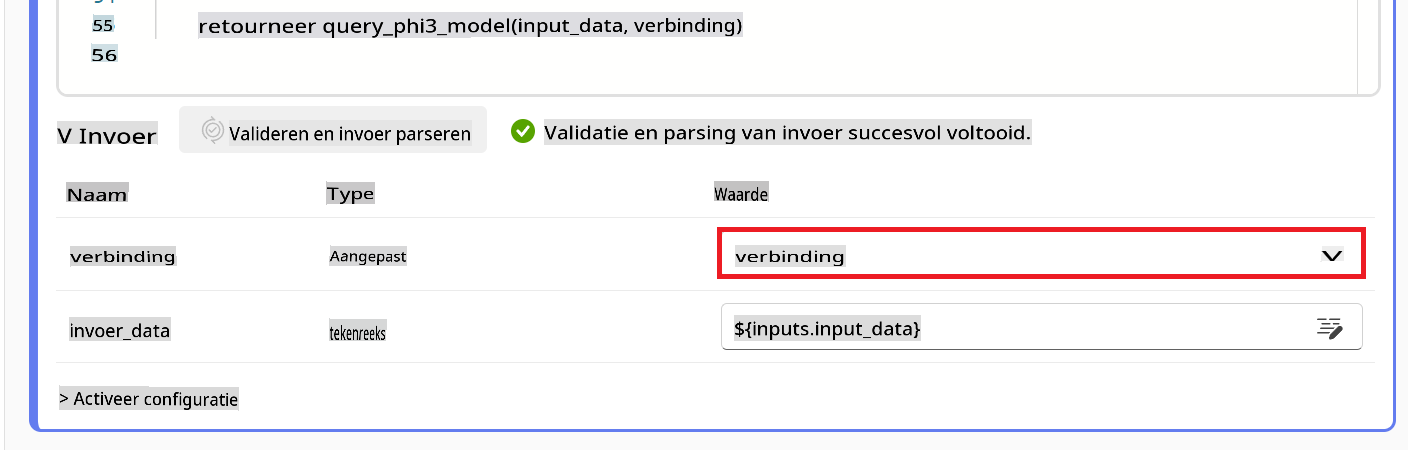 55 retourneer query_phi3_model(input_data, verbinding)
56
V Invoer Valideren en invoer parseren Validatie en parsing van invoer succesvol voltooid.
Naam Type Waarde
verbinding Aangepast verbinding
invoer_data tekenreeks ${inputs.input_data}
> Activeer configuratie